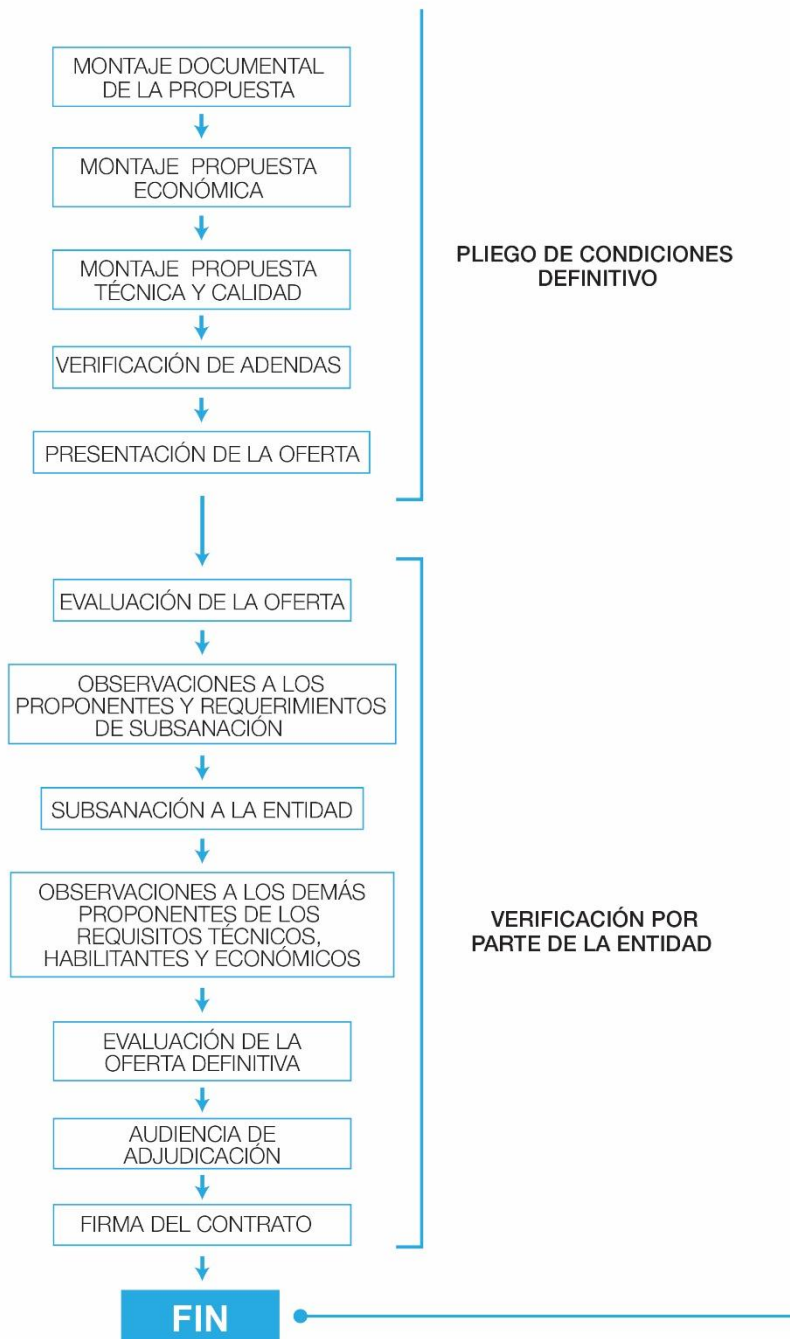 MONTAJE DOCUMENTAL
DE LA PROPUESTA
MONTAJE PROPUESTA
ECONÓMICA
MONTAJE PROPUESTA
TÉCNICA Y CALIDAD
VERIFICACIÓN DE ADENDAS
PRESENTACIÓN DE LA OFERTA
PLIEGO DE CONDICIONES
DEFINITIVO
EVALUACIÓN DE LA OFERTA
OBSERVACIONES A LOS
PROPONENTES Y REQUERIMIENTOS
DE SUBSANACIÓN
SUBSANACIÓN A LA ENTIDAD
OBSERVACIONES A LOS DEMÁS
PROPONENTES DE LOS
REQUISITOS TÉCNICOS,
HABILITANTES Y ECONÓMICOS
EVALUACIÓN DE LA
OFERTA DEFINITIVA
AUDIENCIA DE
ADJUDICACIÓN
FIRMA DEL CONTRATO
VERIFICACIÓN POR
PARTE DE LA ENTIDAD
FIN